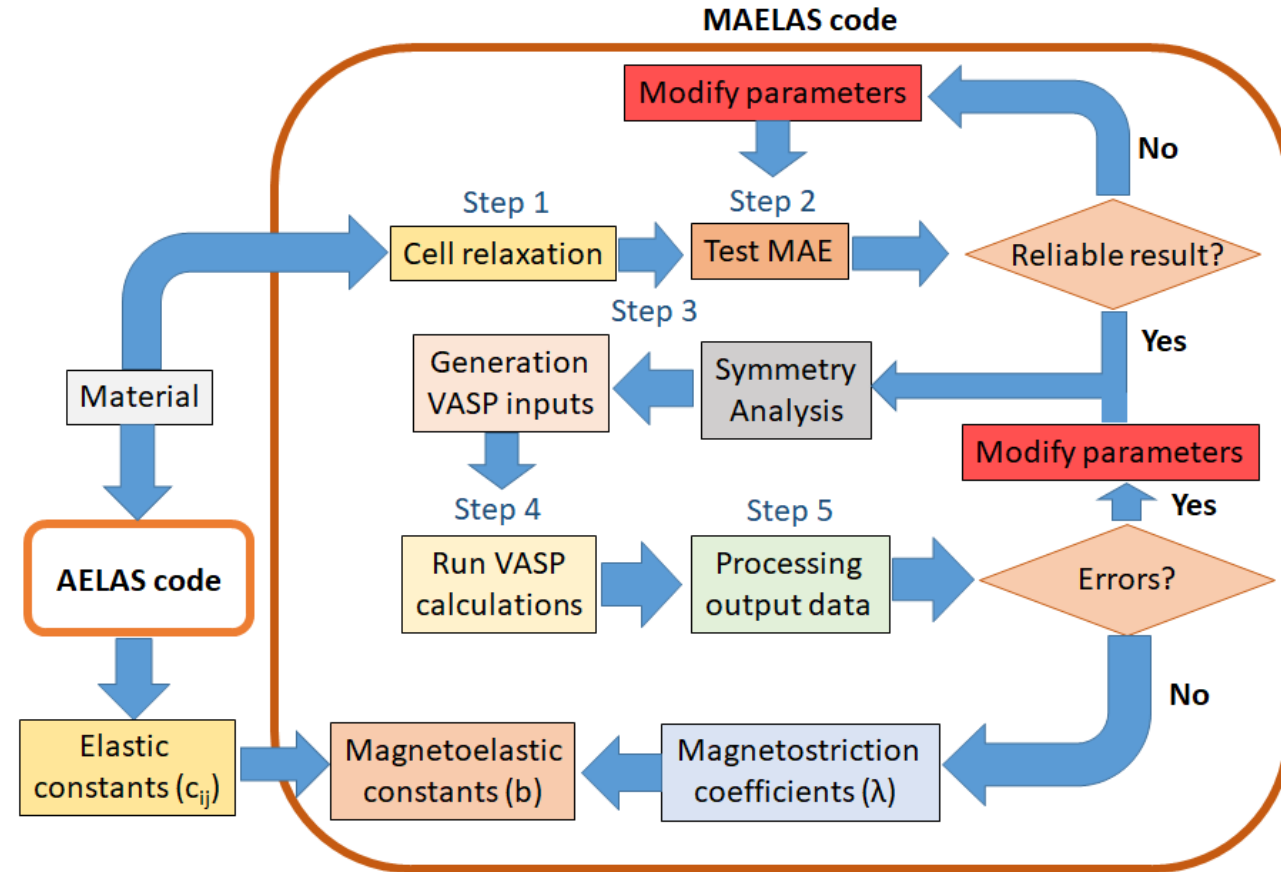 MAELAS code
Modify parameters
No
Step 1
Step 2
Cell relaxation
Test MAE
Reliable result?
Step 3
Yes
Generation
VASP inputs
Symmetry
Analysis
Material
Modify parameters
Yes
Step 4
Step 5
AELAS code
Run VASP
calculations
Processing
output data
Errors?
No
Elastic
constants (cij)
Magnetoelastic
constants (b)
Magnetostriction
coefficients (λ)